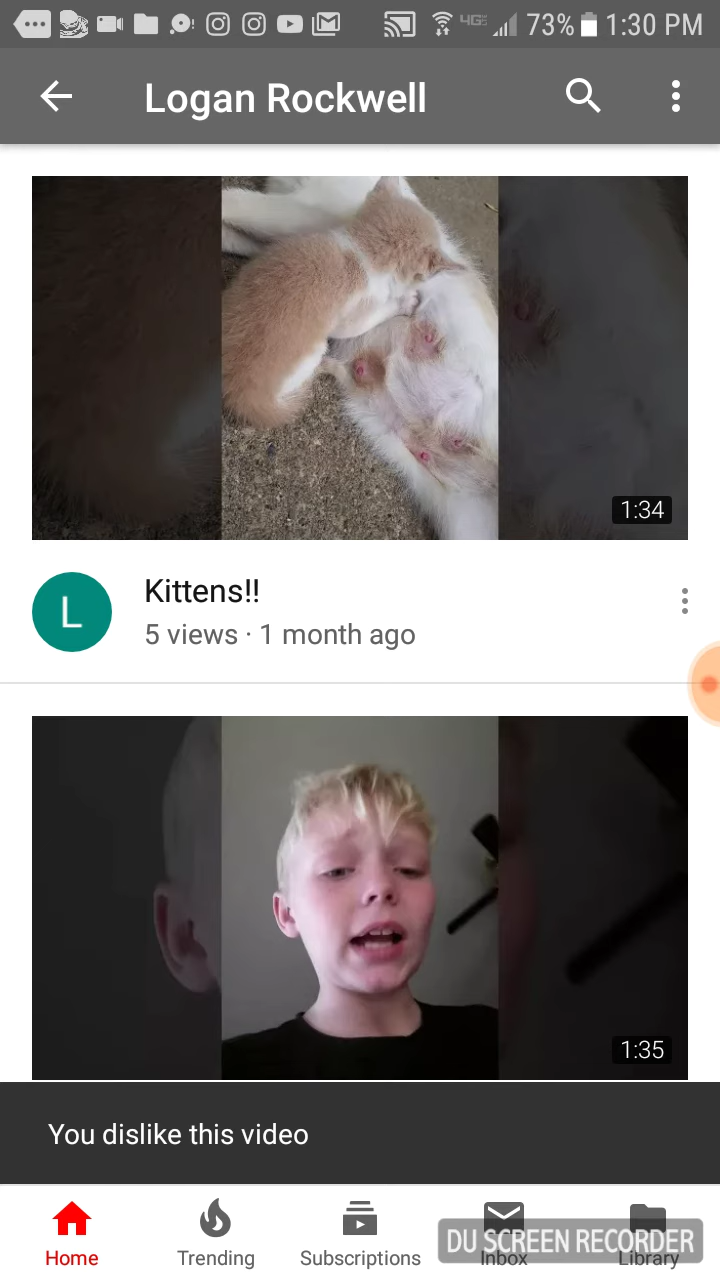 73% 1:30 PM
Logan Rockwell
1:34
L
Kittens!!
5 views · 1 month ago
1:35
You dislike this video
Home
Trending
Subscriptions
Inbox
Library
DU SCREEN RECORDER